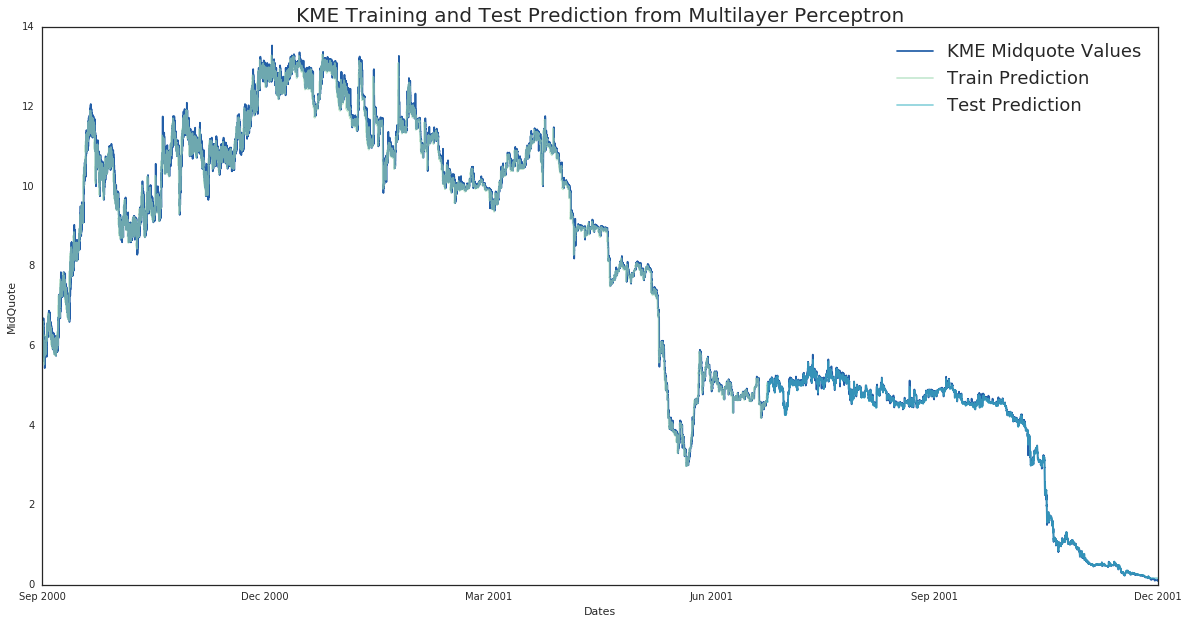 KME Training and Test Prediction from Multilayer Perceptron
14
12
10
8
6
4
2
0
MidQuote
KME Midquote Values
Train Prediction
Test Prediction
Sep 2000 Dec 2000 Mar 2001 Jun 2001 Sep 2001 Dec 2001
Dates